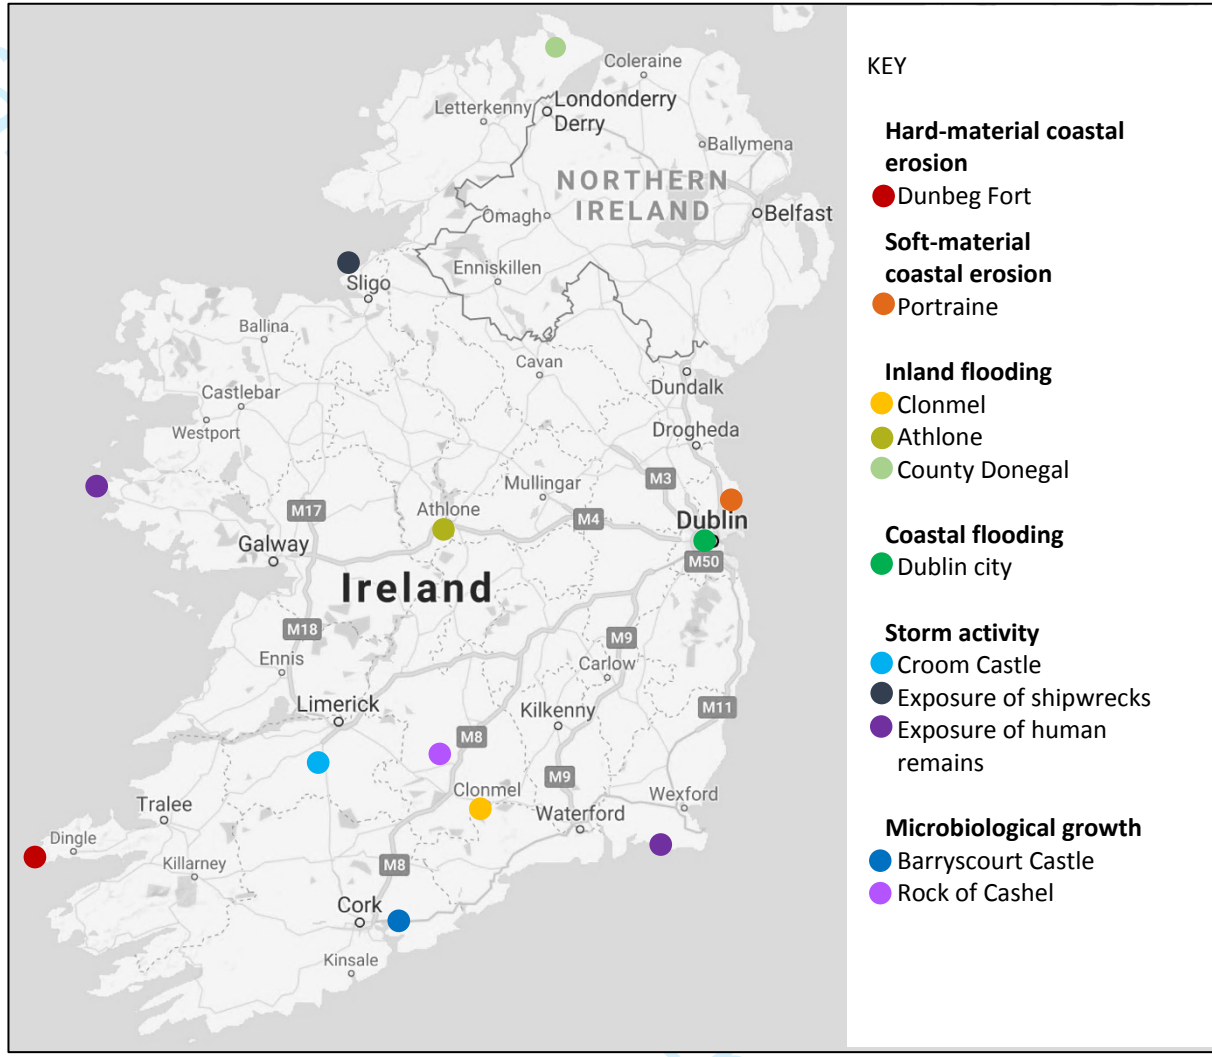 Coleraine
Letterkenny
Londonderry
Derry
Ballymena
NORTHERN
IRELAND
Omagh
Belfast
Enniskillen
Sligo
Ballina
Cavan
Dundalk
Castlebar
Westport
Drogheda
M3
Mullingar
M17
Athlone
M4
Dublin
Galway
M50
Ireland
M18
M9
Ennis
Carlow
Limerick
Kilkenny
M11
M8
M9
Clonmel
Wexford
Tralee
Waterford
Dingle
Killarney
M8
Cork
Kinsale
KEY
Hard-material coastal
erosion
Dunbeg Fort
Soft-material
coastal erosion
Portraine
Inland flooding
Clonmel
Athlone
County Donegal
Coastal flooding
Dublin city
Storm activity
Croom Castle
Exposure of shipwrecks
Exposure of human
remains
Microbiological growth
Barryscourt Castle
Rock of Cashel